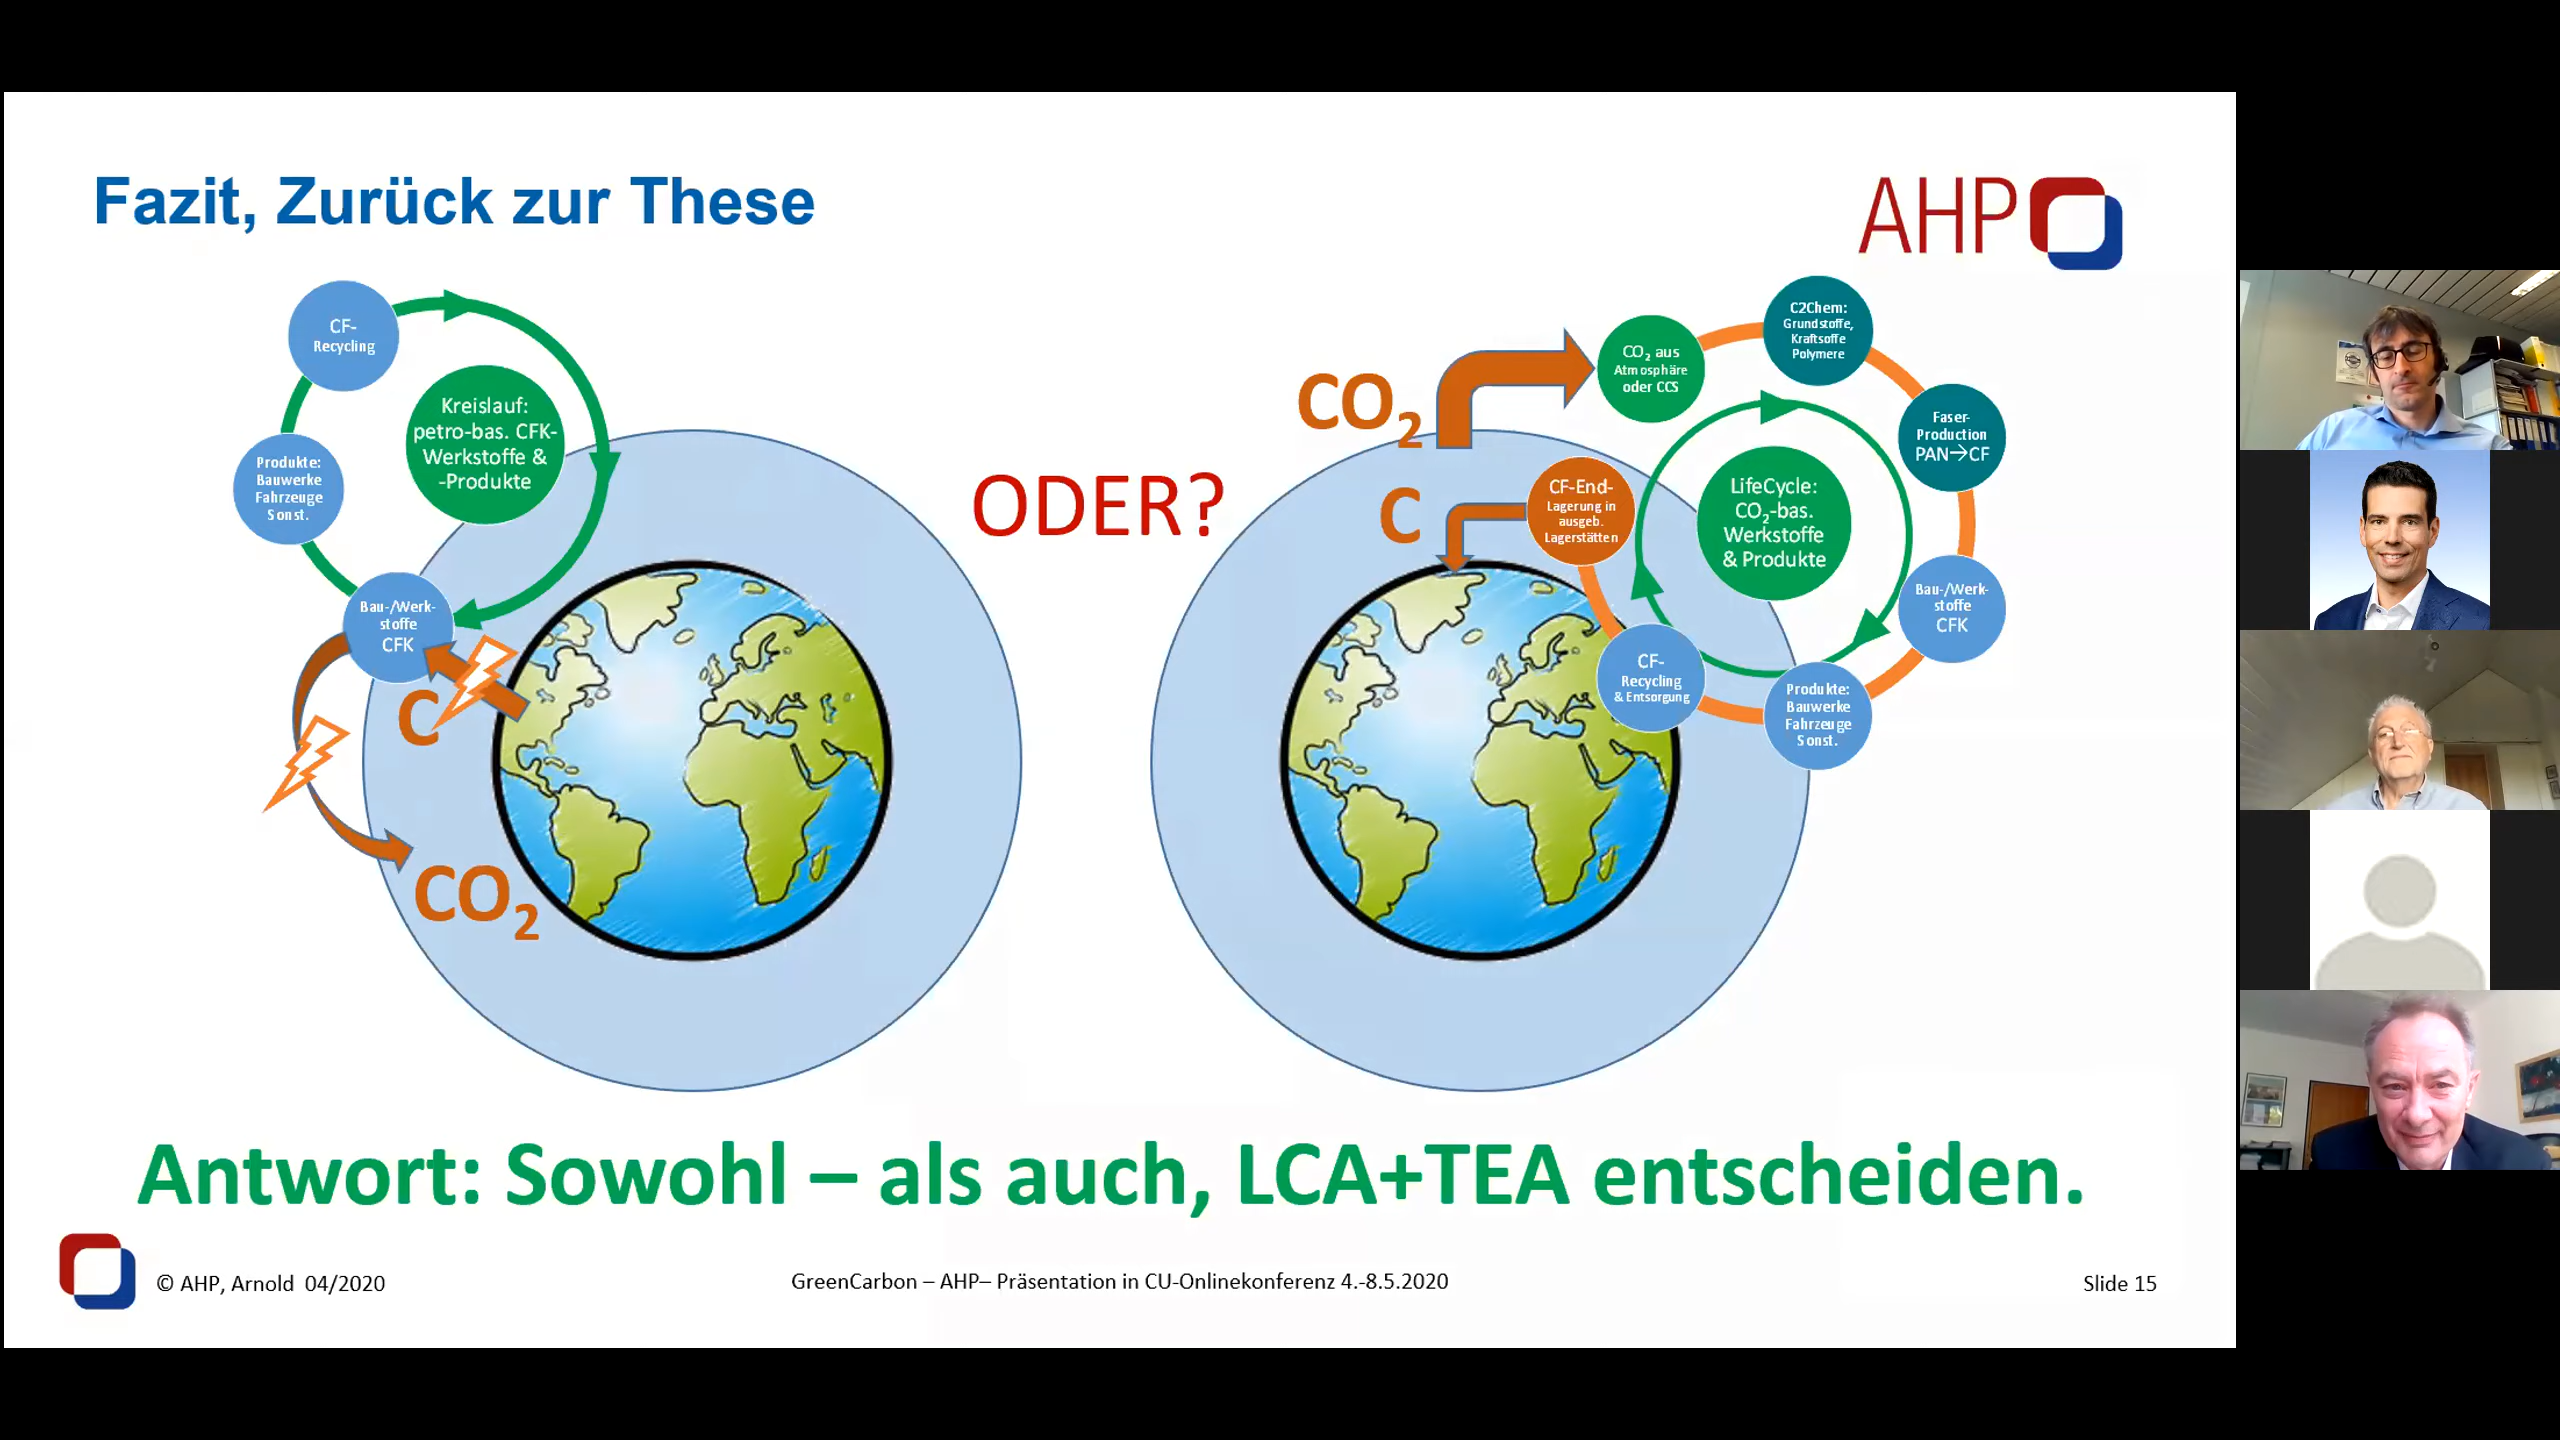 Fazit, Zurück zur These
AHP
CF-
Recycling
Kreislauf:
petro-bas. CFK-
Werkstoffe &
-Produkte
Produkte:
Bauwerke
Fahrzeuge
Sonst.
Bau-/Werk-
stoffe
CFK
C
CO₂
ODER?
CO₂
C
CO₂ aus
Atmosphäre
oder CCS
C2Chem:
Grundstoffe,
Kraftsoffe
Polymere
Faser-
Production
PAN→CF
CF-End-
Lagerung in
ausgeb.
Lagerstätten
LifeCycle:
CO₂-bas.
Werkstoffe
& Produkte
Bau-/Werk-
stoffe
CFK
CF-
Recycling
& Entsorgung
Produkte:
Bauwerke
Fahrzeuge
Sonst.
Antwort: Sowohl – als auch, LCA+TEA entscheiden.
© AHP, Arnold 04/2020
GreenCarbon – AHP– Präsentation in CU-Onlinekonferenz 4.-8.5.2020
Slide 15